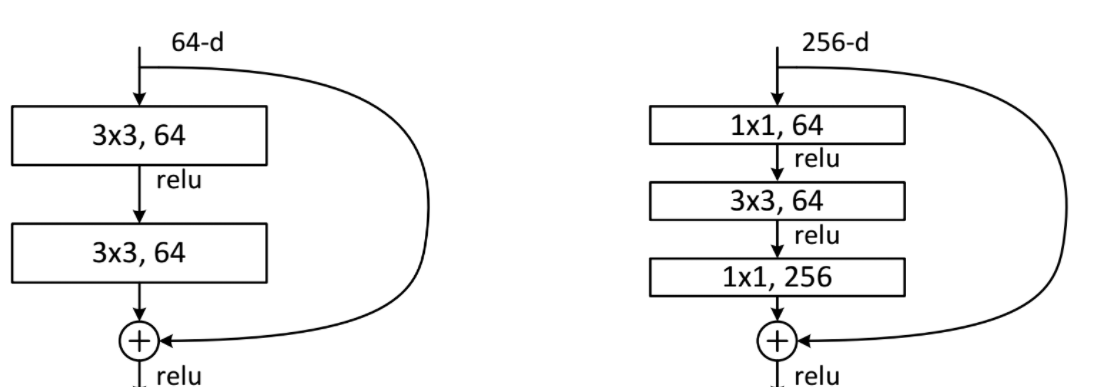 64-d
3x3, 64
relu
3x3, 64
+
relu
256-d
1x1, 64
relu
3x3, 64
relu
1x1, 256
+
relu